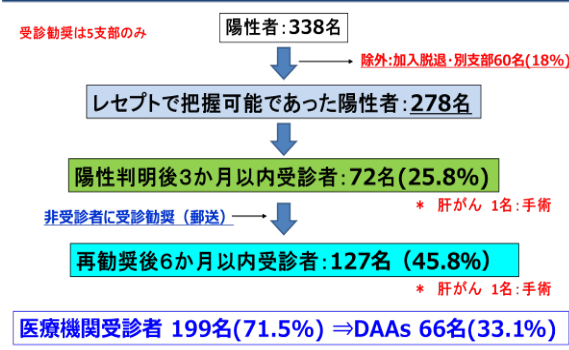 陽性者:338名
受診勧奨は5支部のみ
除外:加入脱退・別支部60名(18%)
レセプトで把握可能であった陽性者:278名
陽性判明後3か月以内受診者:72名(25.8%)
* 肝がん 1名:手術
非受診者に受診勧奨(郵送)
再勧奨後6か月以内受診者:127名(45.8%)
* 肝がん 1名:手術
医療機関受診者 199名(71.5%) ⇒DAAs 66名(33.1%)